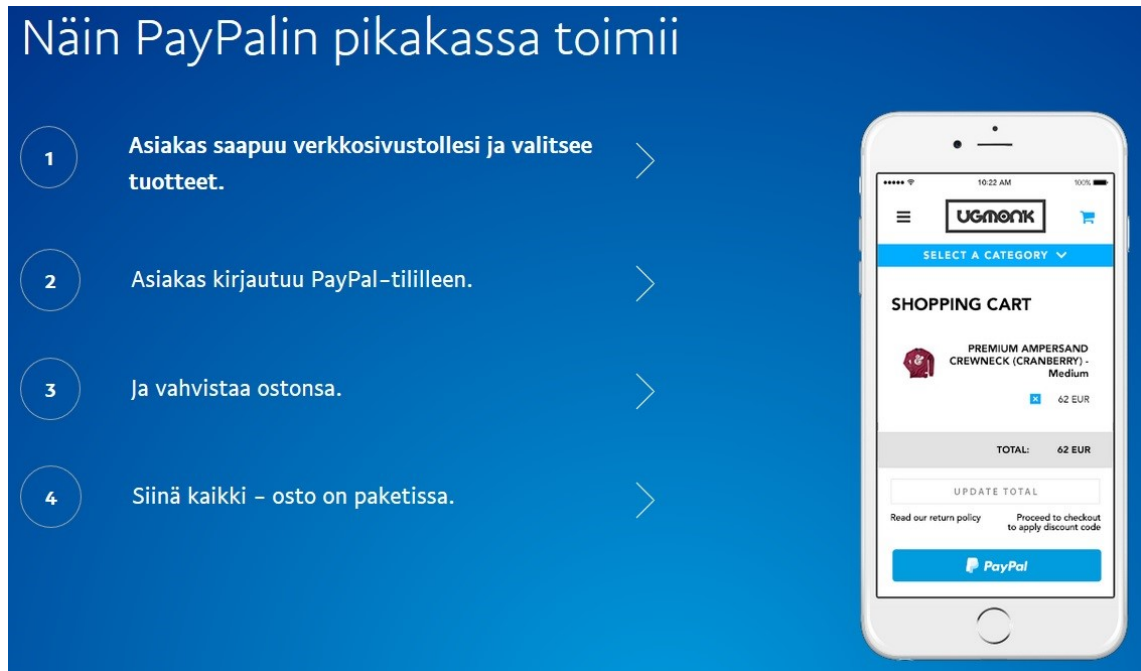 Näin PayPalin pikakassa toimii
1
Asiakas saapuu verkkosivustollesi ja valitsee
tuotteet.
2
Asiakas kirjautuu PayPal-tililleen.
3
Ja vahvistaa ostonsa.
4
Siinä kaikki – osto on paketissa.
10:22 AM
100%
UGMONK
SELECT A CATEGORY
SHOPPING CART
PREMIUM AMPERSAND
CREWNECK (CRANBERRY) -
Medium
62 EUR
TOTAL: 62 EUR
UPDATE TOTAL
Read our return policy
Proceed to checkout
to apply discount code
PayPal